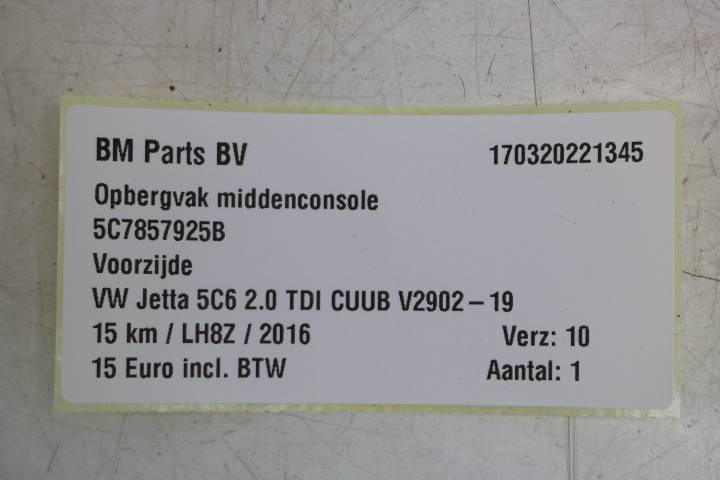 BM Parts BV 170320221345
Opbergvak middenconsole
5C7857925B
Voorzijde
VW Jetta 5C6 2.0 TDI CUUB V2902 – 19
15 km / LH8Z / 2016 Verz: 10
15 Euro incl. BTW Aantal: 1